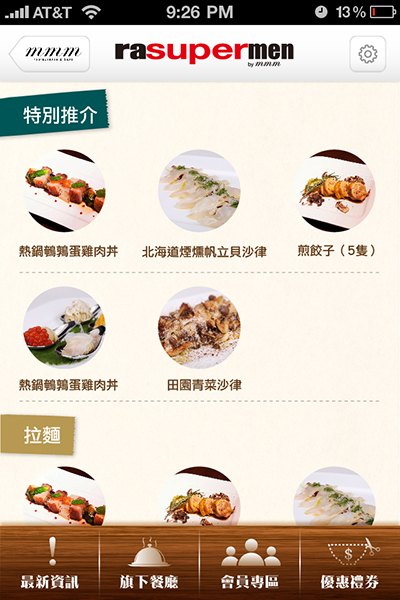 AT&T 9:26 PM 13%
mmm
rasupermen
by mmm
特別推介
熱鍋鵪鶉蛋雞肉丼 北海道煙燻帆立貝沙律 煎餃子（5隻）
熱鍋鵪鶉蛋雞肉丼 田園青菜沙律
拉麵
最新資訊 旗下餐廳 會員專區 優惠禮券